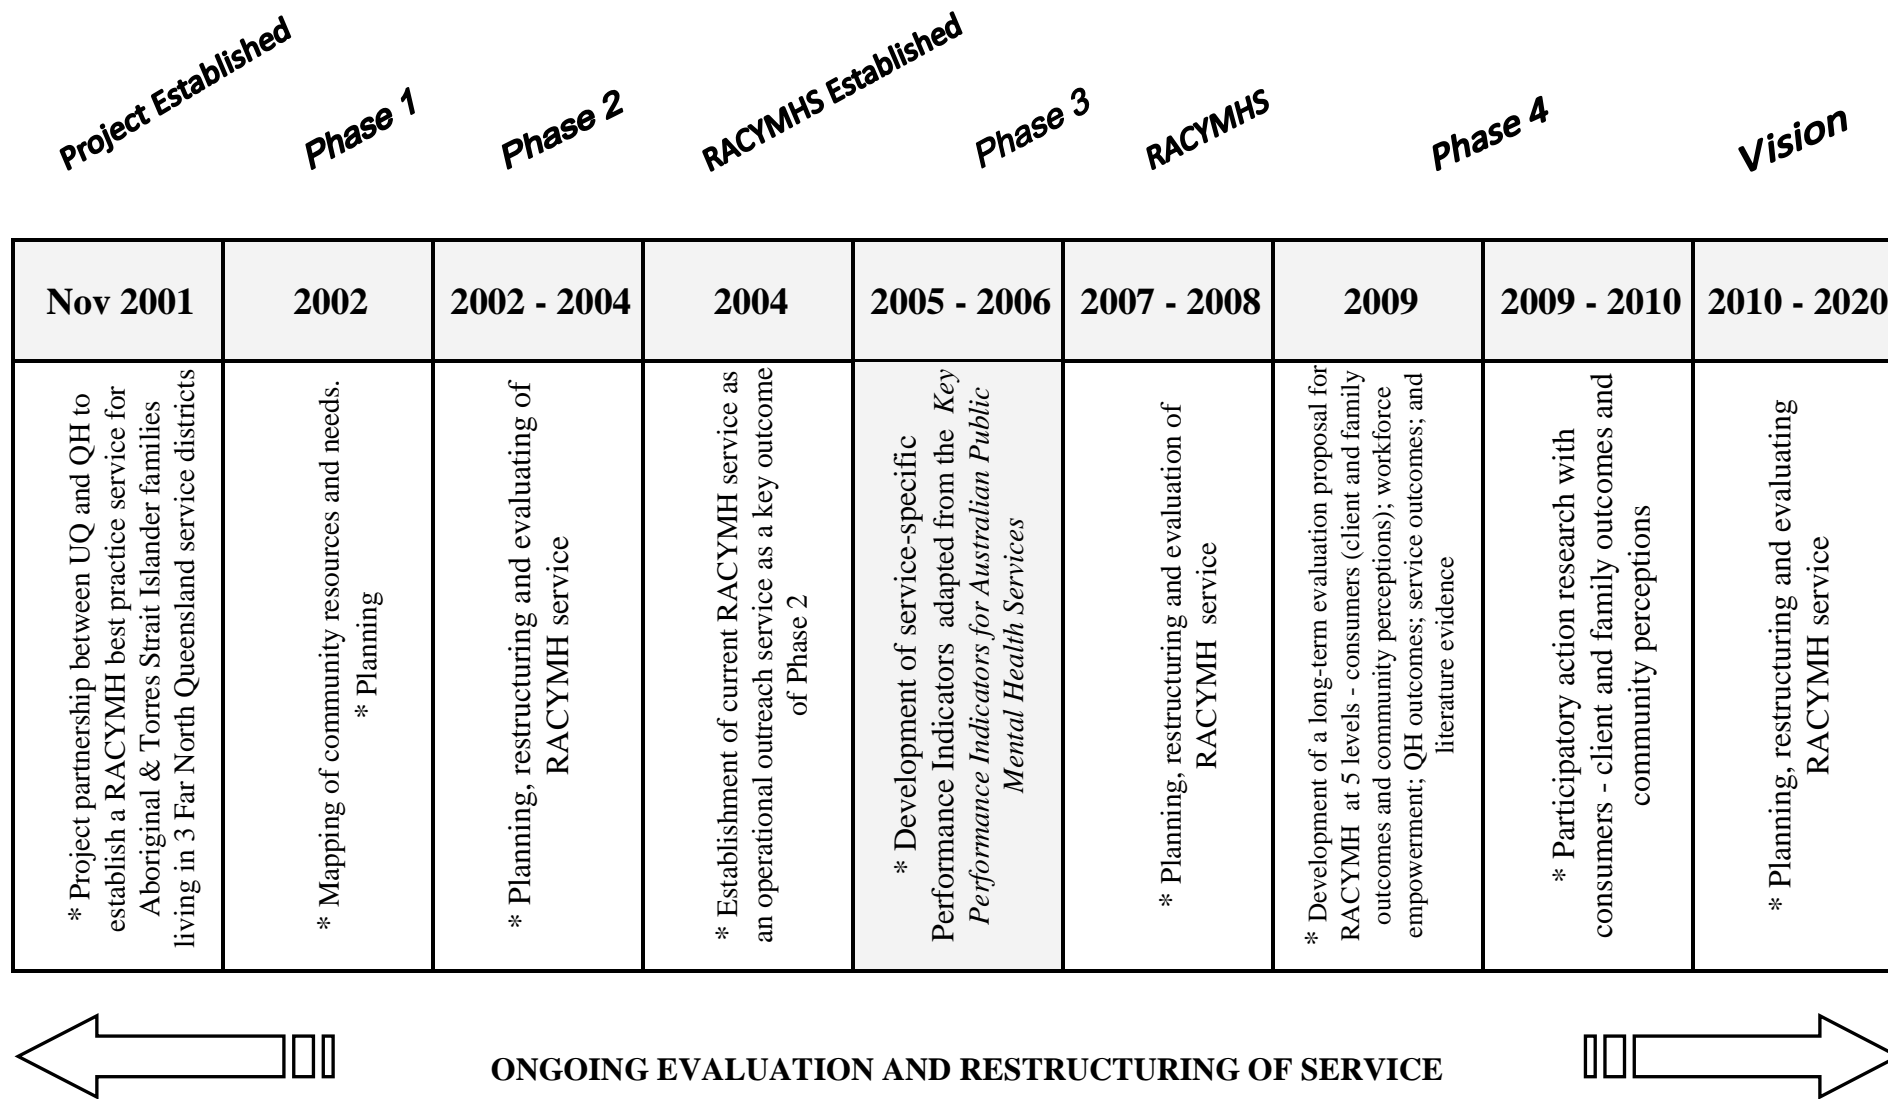 Project Established
Phase 1
Phase 2
RACYMHS Established
Phase 3
RACYMHS
Phase 4
Vision
Nov 2001
2002
2002 - 2004
2004
2005 - 2006
2007 - 2008
2009
2009 - 2010
2010 - 2020
* Project partnership between UQ and QH to
establish a RACYMH best practice service for
Aboriginal & Torres Strait Islander families
living in 3 Far North Queensland service districts
* Mapping of community resources and needs.
* Planning
* Planning, restructuring and evaluating of
RACYMH service
* Establishment of current RACYMH service as
an operational outreach service as a key outcome
of Phase 2
* Development of service-specific
Performance Indicators adapted from the Key
Performance Indicators for Australian Public
Mental Health Services
* Planning, restructuring and evaluation of
RACYMH service
* Development of a long-term evaluation proposal for
RACYMH at 5 levels - consumers (client and family
outcomes and community perceptions); workforce
empowerment; QH outcomes; service outcomes; and
literature evidence
* Participatory action research with
consumers - client and family outcomes and
community perceptions
* Planning, restructuring and evaluating
RACYMH service
ONGOING EVALUATION AND RESTRUCTURING OF SERVICE